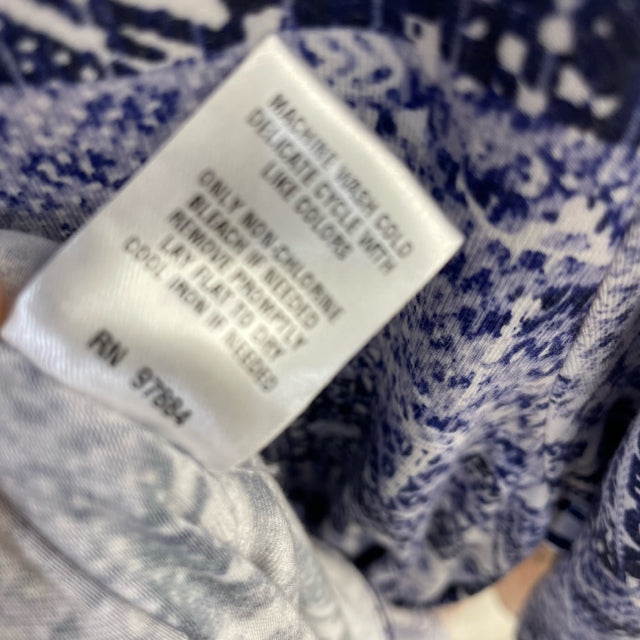 MACHINE WASH COLD
DELICATE CYCLE WITH
LIKE COLORS
ONLY NON-CHLORINE
BLEACH IF NEEDED
REMOVE PROMPTLY
LAY FLAT TO DRY
COOL IRON IF NEEDED
RN 97884